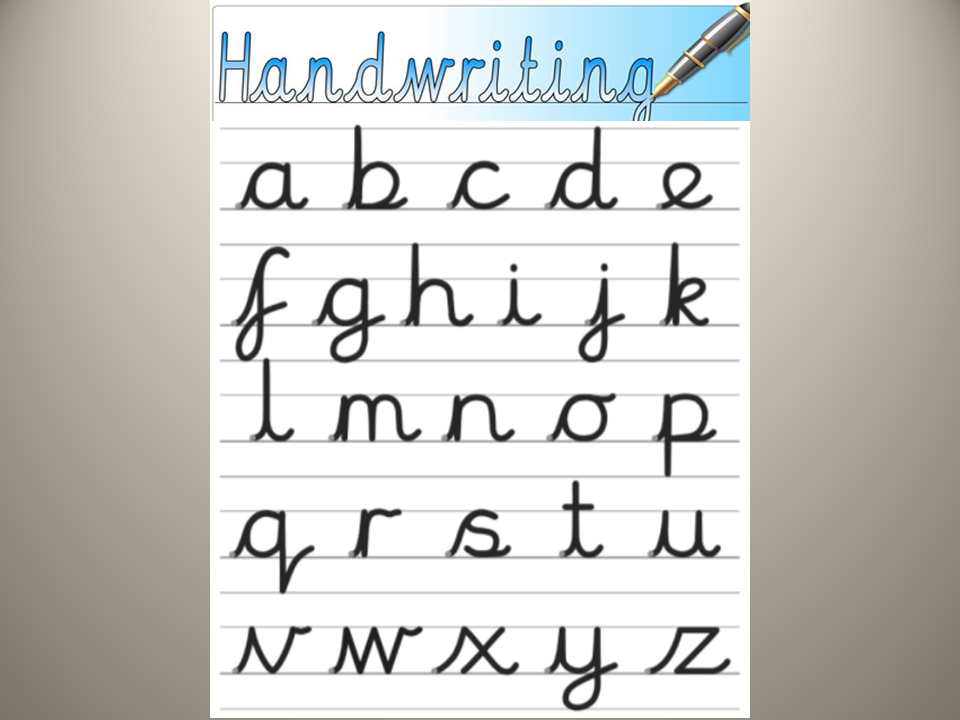 Handwriting
a b c d e
f g h i j k
l m n o p
q r s t u
v w x y z